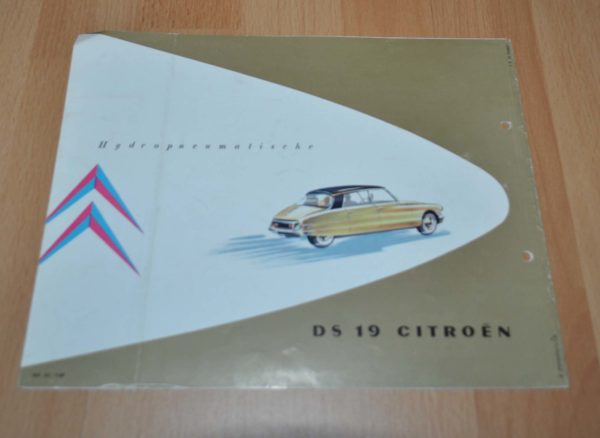 Hydropneumatische
DS 19 CITROËN